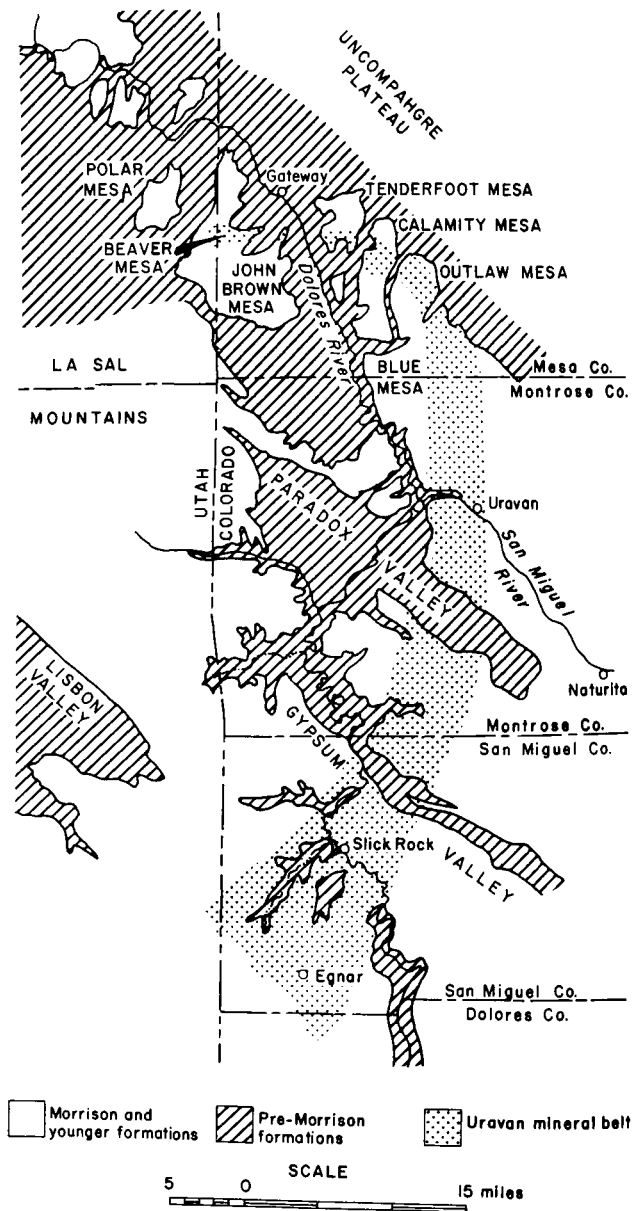 UNCOMPAHGRE
PLATEAU
POLAR
MESA
Gateway
TENDERFOOT MESA
CALAMITY MESA
BEAVER
MESA
JOHN
BROWN
MESA
OUTLAW MESA
Dolores River
LA SAL
MOUNTAINS
BLUE
MESA
Mesa Co.
Montrose Co.
UTAH
COLORADO
PARADOX
VALLEY
Uravan
San Miguel
River
Naturita
LISBON
VALLEY
GYPSUM
VALLEY
Montrose Co.
San Miguel Co.
Slick Rock
Egnar
San Miguel Co.
Dolores Co.
Morrison and
younger formations
Pre-Morrison
formations
Uravan mineral belt
SCALE
5 0 15 miles